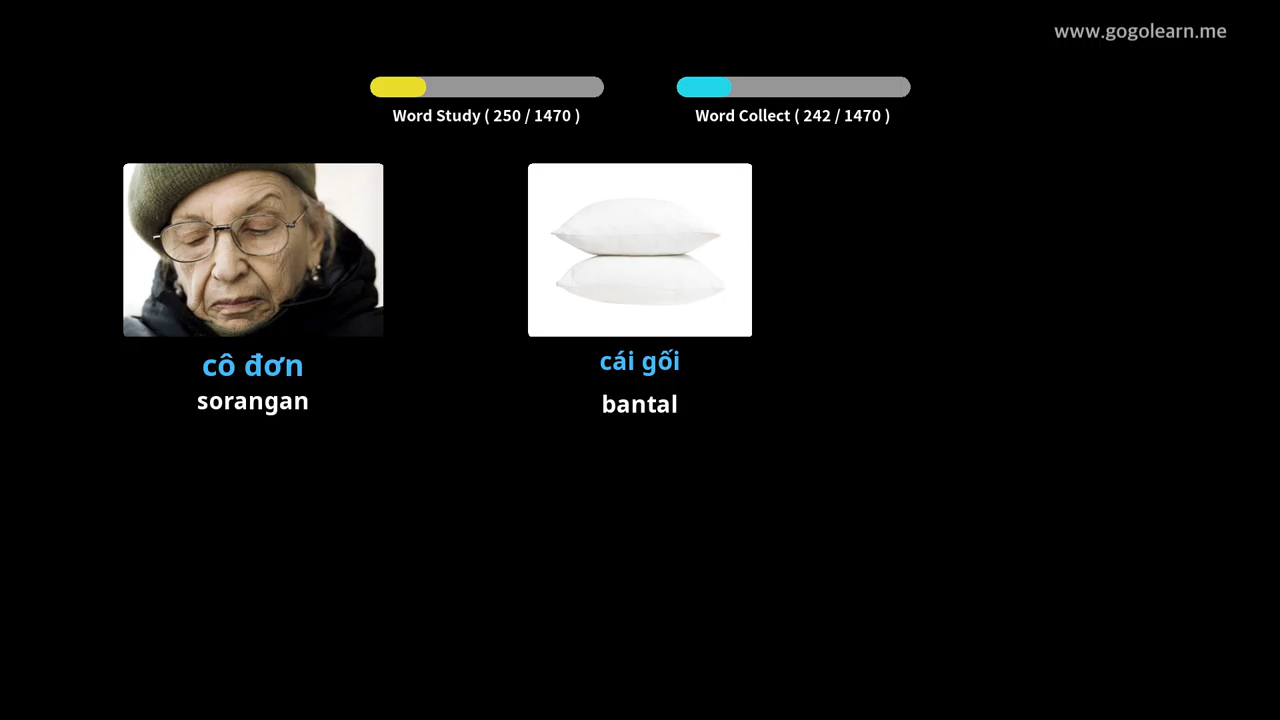 www.gogolearn.me
Word Study ( 250 / 1470 )
Word Collect ( 242 / 1470 )
cô đơn
sorangan
cái gối
bantal